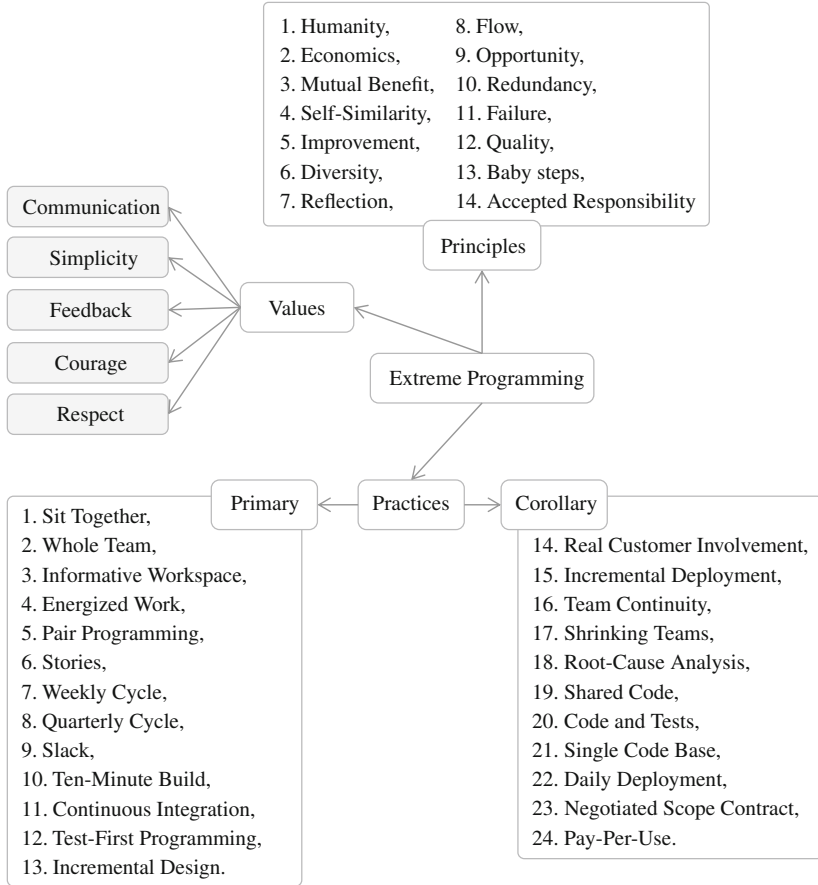 1. Humanity,
2. Economics,
3. Mutual Benefit,
4. Self-Similarity,
5. Improvement,
6. Diversity,
7. Reflection,
8. Flow,
9. Opportunity,
10. Redundancy,
11. Failure,
12. Quality,
13. Baby steps,
14. Accepted Responsibility
Principles
Communication
Simplicity
Feedback
Courage
Respect
Values
Extreme Programming
Primary
Practices
Corollary
1. Sit Together,
2. Whole Team,
3. Informative Workspace,
4. Energized Work,
5. Pair Programming,
6. Stories,
7. Weekly Cycle,
8. Quarterly Cycle,
9. Slack,
10. Ten-Minute Build,
11. Continuous Integration,
12. Test-First Programming,
13. Incremental Design.
14. Real Customer Involvement,
15. Incremental Deployment,
16. Team Continuity,
17. Shrinking Teams,
18. Root-Cause Analysis,
19. Shared Code,
20. Code and Tests,
21. Single Code Base,
22. Daily Deployment,
23. Negotiated Scope Contract,
24. Pay-Per-Use.